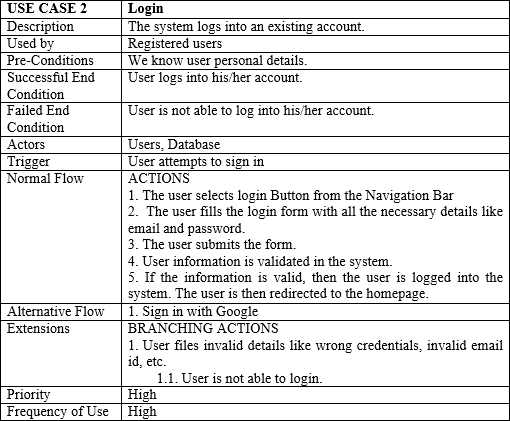 USE CASE 2 Login
Description The system logs into an existing account.
Used by Registered users
Pre-Conditions We know user personal details.
Successful End Condition User logs into his/her account.
Failed End Condition User is not able to log into his/her account.
Actors Users, Database
Trigger User attempts to sign in
Normal Flow ACTIONS
1. The user selects login Button from the Navigation Bar
2. The user fills the login form with all the necessary details like
email and password.
3. The user submits the form.
4. User information is validated in the system.
5. If the information is valid, then the user is logged into the
system. The user is then redirected to the homepage.
Alternative Flow 1. Sign in with Google
Extensions BRANCHING ACTIONS
1. User files invalid details like wrong credentials, invalid email
id, etc.
1.1. User is not able to login.
Priority High
Frequency of Use High